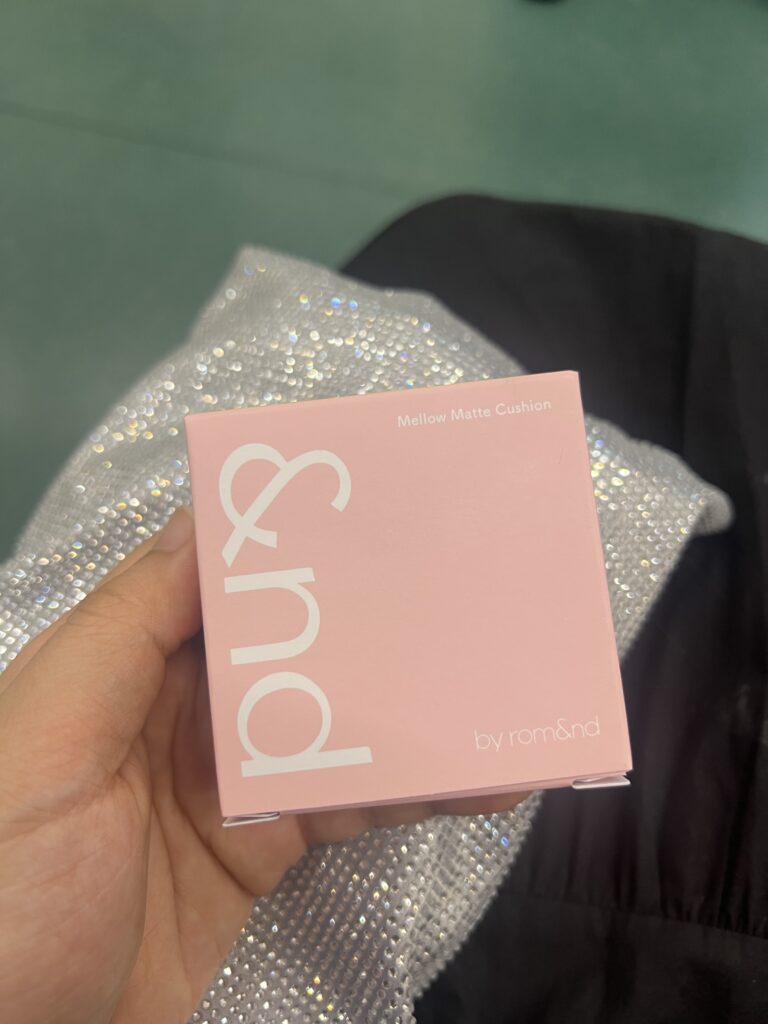 Mellow Matte Cushion
&nd
by rom&nd